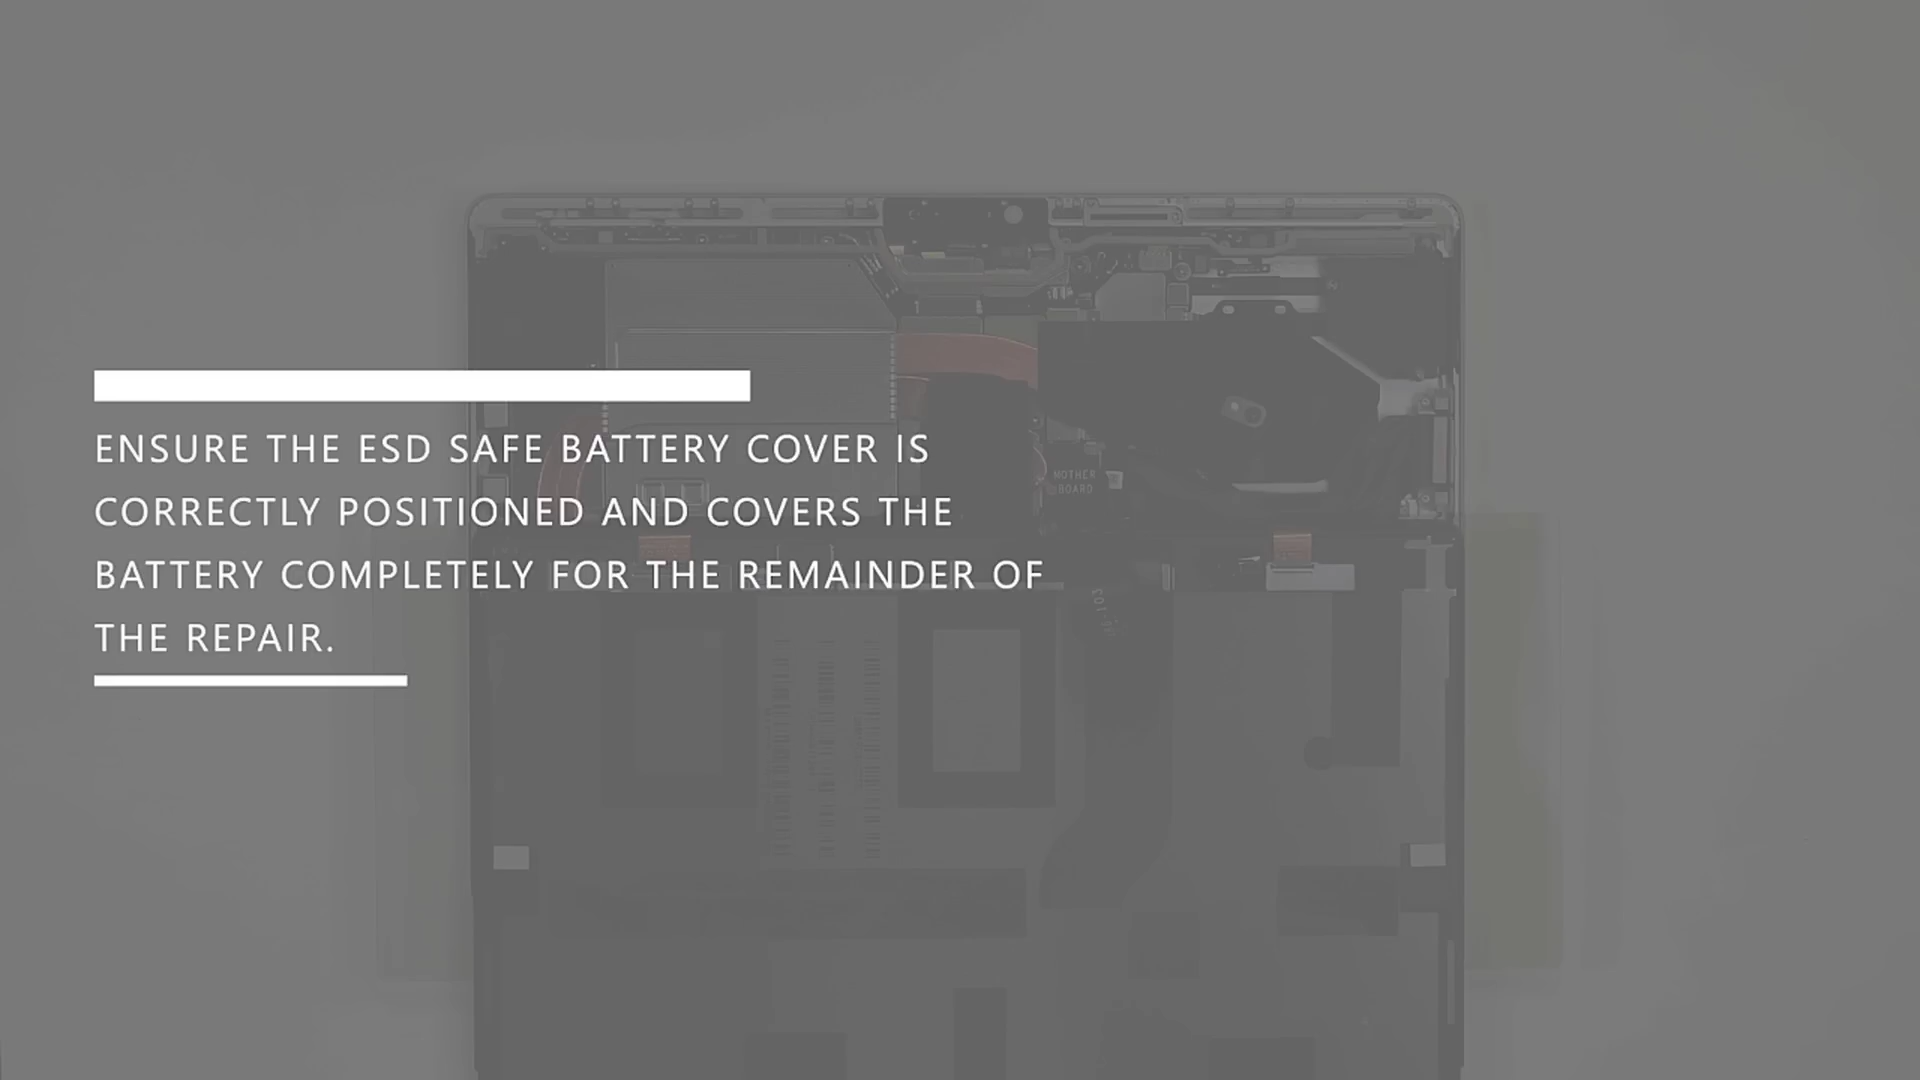 ENSURE THE ESD SAFE BATTERY COVER IS
CORRECTLY POSITIONED AND COVERS THE
BATTERY COMPLETELY FOR THE REMAINDER OF
THE REPAIR.
MOTHER
BOARD